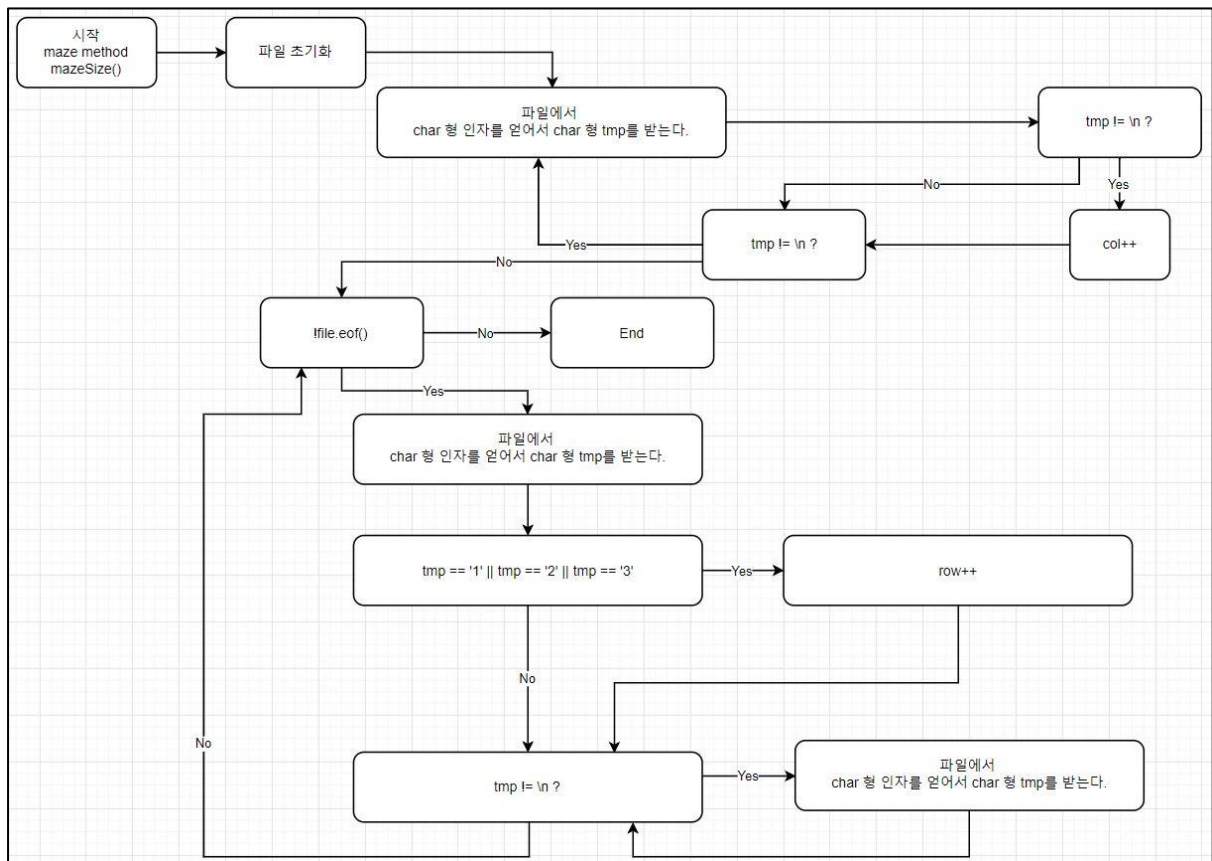 시작
maze method
mazeSize()
파일 초기화
파일에서
char 형 인자를 얻어서 char 형 tmp를 받는다.
tmp != \n ?
No
Yes
tmp != \n ?
col++
Yes
No
!file.eof()
No
End
Yes
파일에서
char 형 인자를 얻어서 char 형 tmp를 받는다.
tmp == '1' || tmp == '2' || tmp == '3'
Yes
row++
No
No
tmp != \n ?
Yes
파일에서
char 형 인자를 얻어서 char 형 tmp를 받는다.